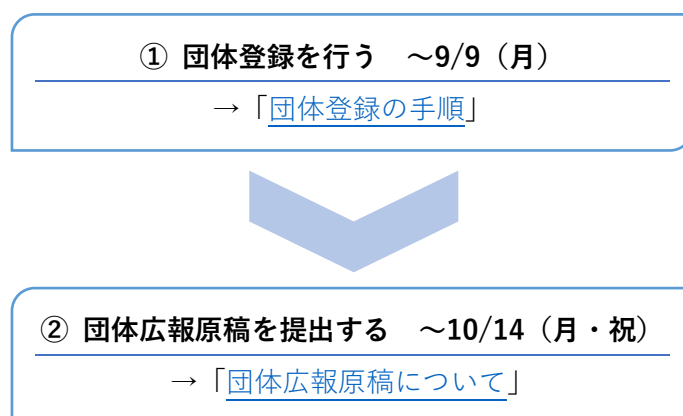 ① 団体登録を行う　～9/9（月）
→「団体登録の手順」
② 団体広報原稿を提出する　～10/14（月・祝）
→「団体広報原稿について」